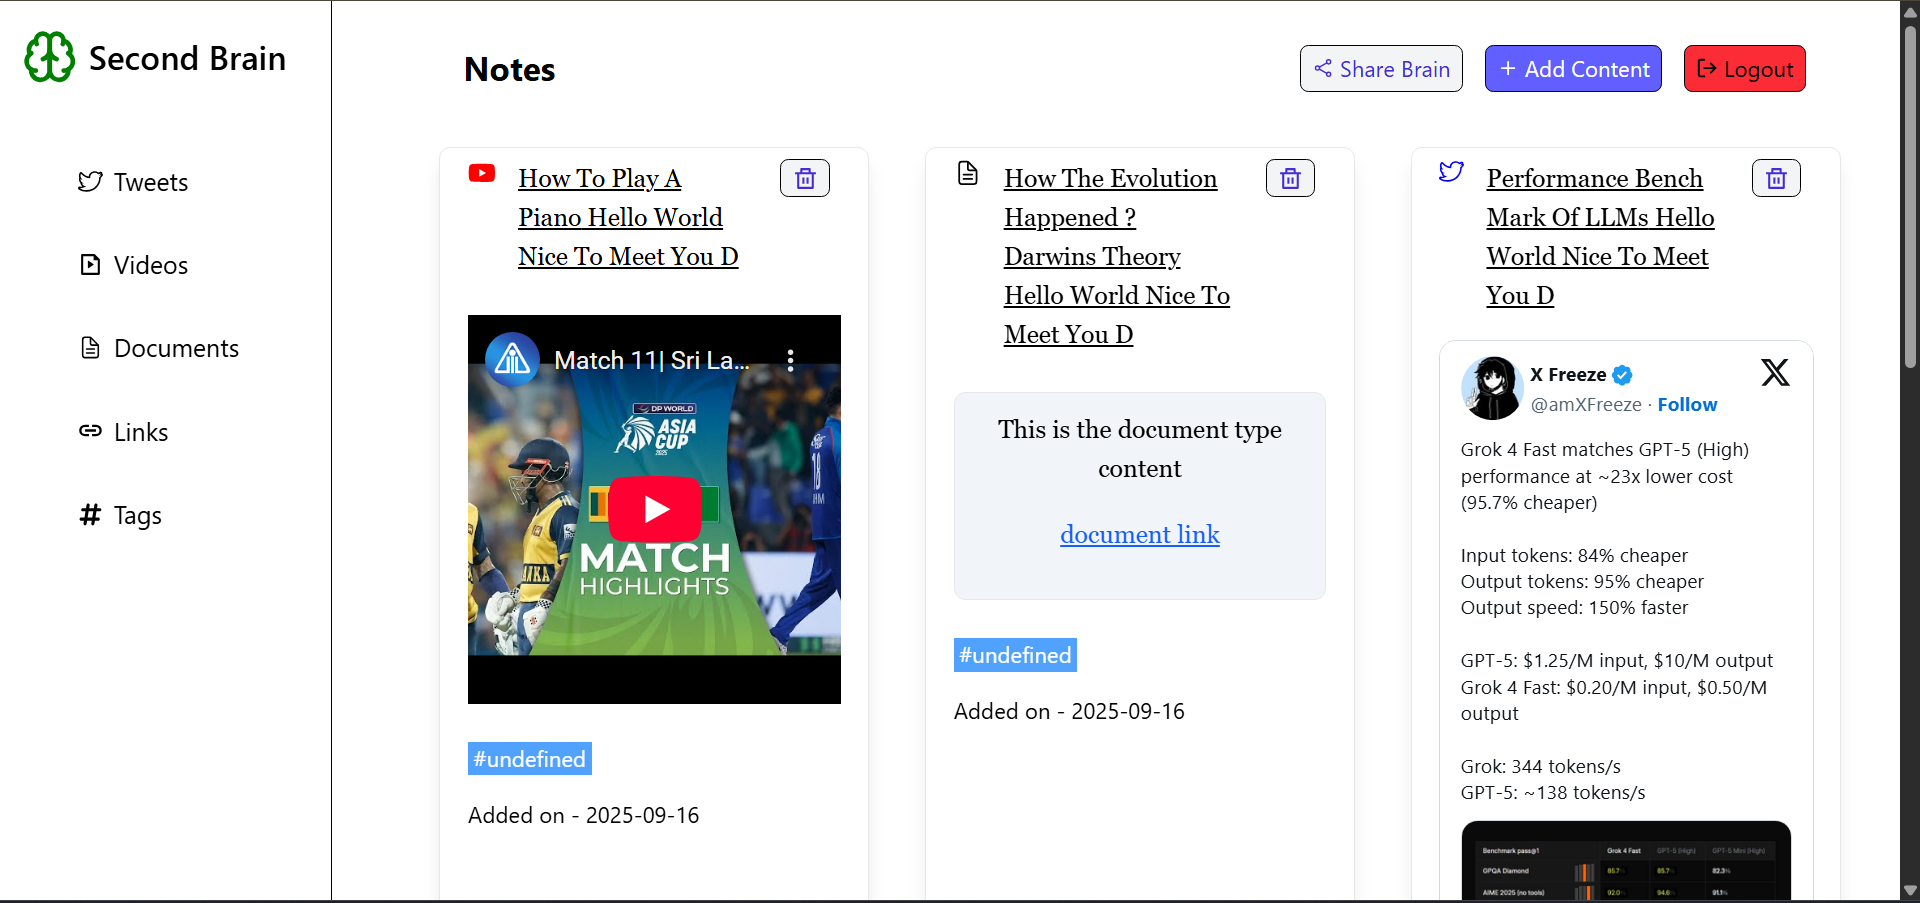 Second Brain
Tweets
Videos
Documents
Links
Tags
Notes
Share Brain
+ Add Content
Logout
How To Play A
Piano Hello World
Nice To Meet You D
Match 11| Sri La...
DP WORLD
ASIA
CUP
2025
MATCH
HIGHLIGHTS
#undefined
Added on - 2025-09-16
How The Evolution
Happened ?
Darwins Theory
Hello World Nice To
Meet You D
This is the document type
content
document link
#undefined
Added on - 2025-09-16
Performance Bench
Mark Of LLMs Hello
World Nice To Meet
You D
X Freeze
@amXFreeze · Follow
Grok 4 Fast matches GPT-5 (High)
performance at ~23x lower cost
(95.7% cheaper)
Input tokens: 84% cheaper
Output tokens: 95% cheaper
Output speed: 150% faster
GPT-5: $1.25/M input, $10/M output
Grok 4 Fast: $0.20/M input, $0.50/M
output
Grok: 344 tokens/s
GPT-5: ~138 tokens/s
Benchmark pass@1 Grok 4 Fast GPT-5 (High) GPT-5 Mini (High)
GPQA Diamond 85.7% 85.7% 82.3%
AIME 2025 (no tools) 92.0% 94.6% 91.1%